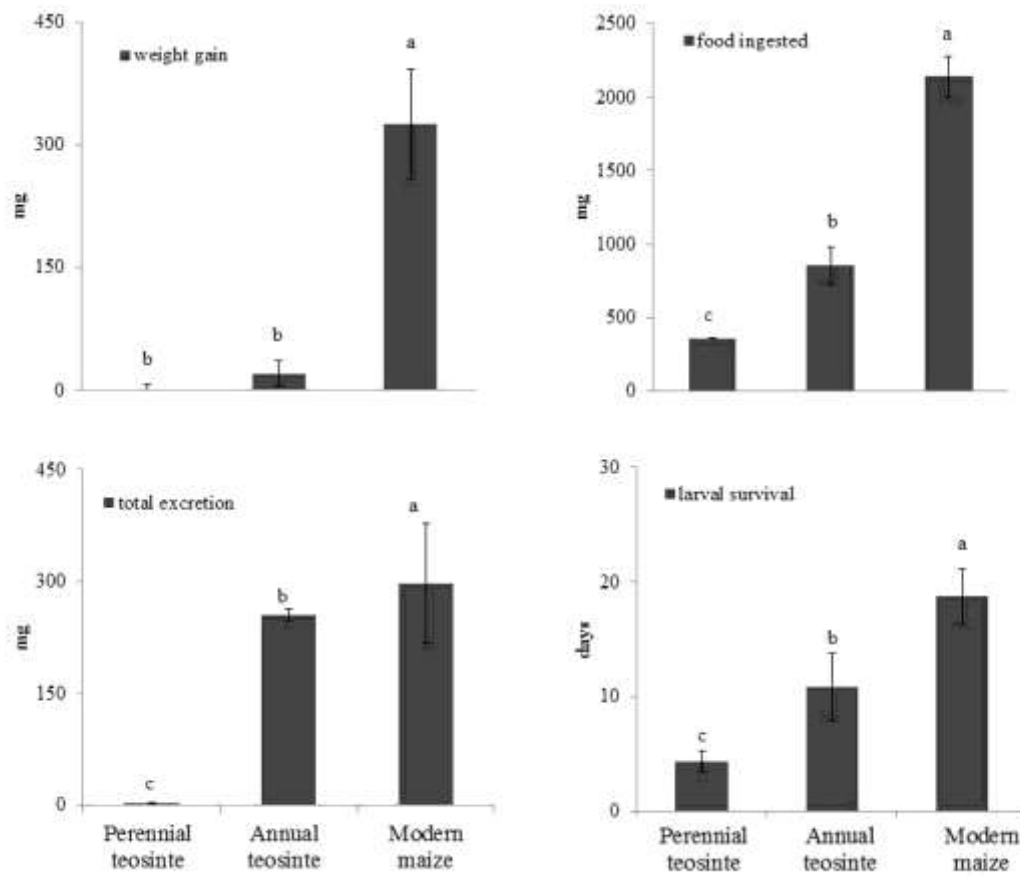 450
300
150
0
mg
weight gain
b
b
a
2500
2000
1500
1000
500
0
mg
food ingested
c
b
a
450
300
150
0
mg
total excretion
c
b
a
Perennial
teosinte
Annual
teosinte
Modern
maize
30
20
10
0
days
larval survival
c
b
a
Perennial
teosinte
Annual
teosinte
Modern
maize